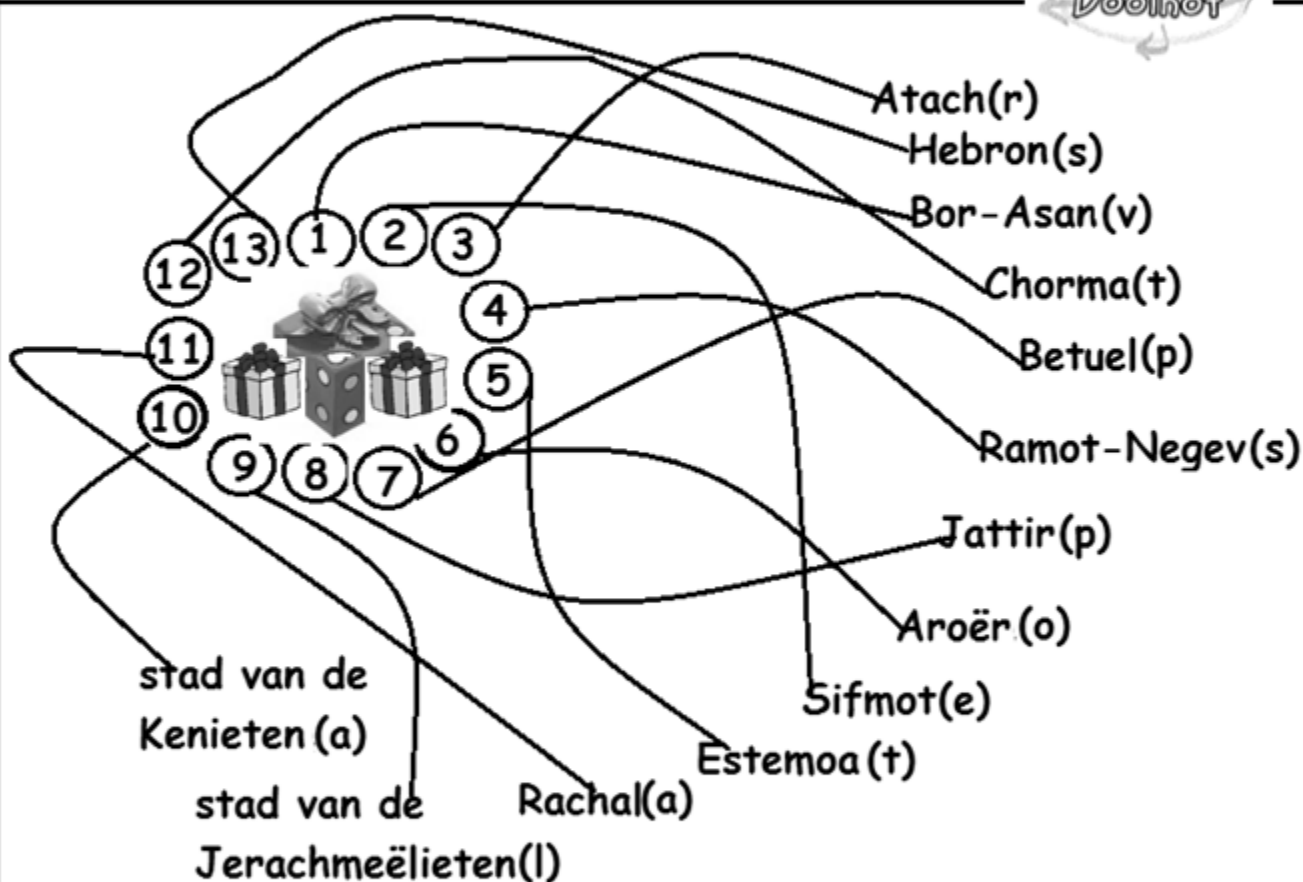 Doolhof
Atach(r)
Hebron(s)
Bor-Asan(v)
Chorma(t)
Betuel(p)
Ramot-Negev(s)
Jattir(p)
Aroër(o)
Sifmot(e)
Estemoa(t)
Rachal(a)
stad van de
Kenieten(a)
stad van de
Jerachmeëlieten(l)
1
2
3
4
5
6
7
8
9
10
11
12
13